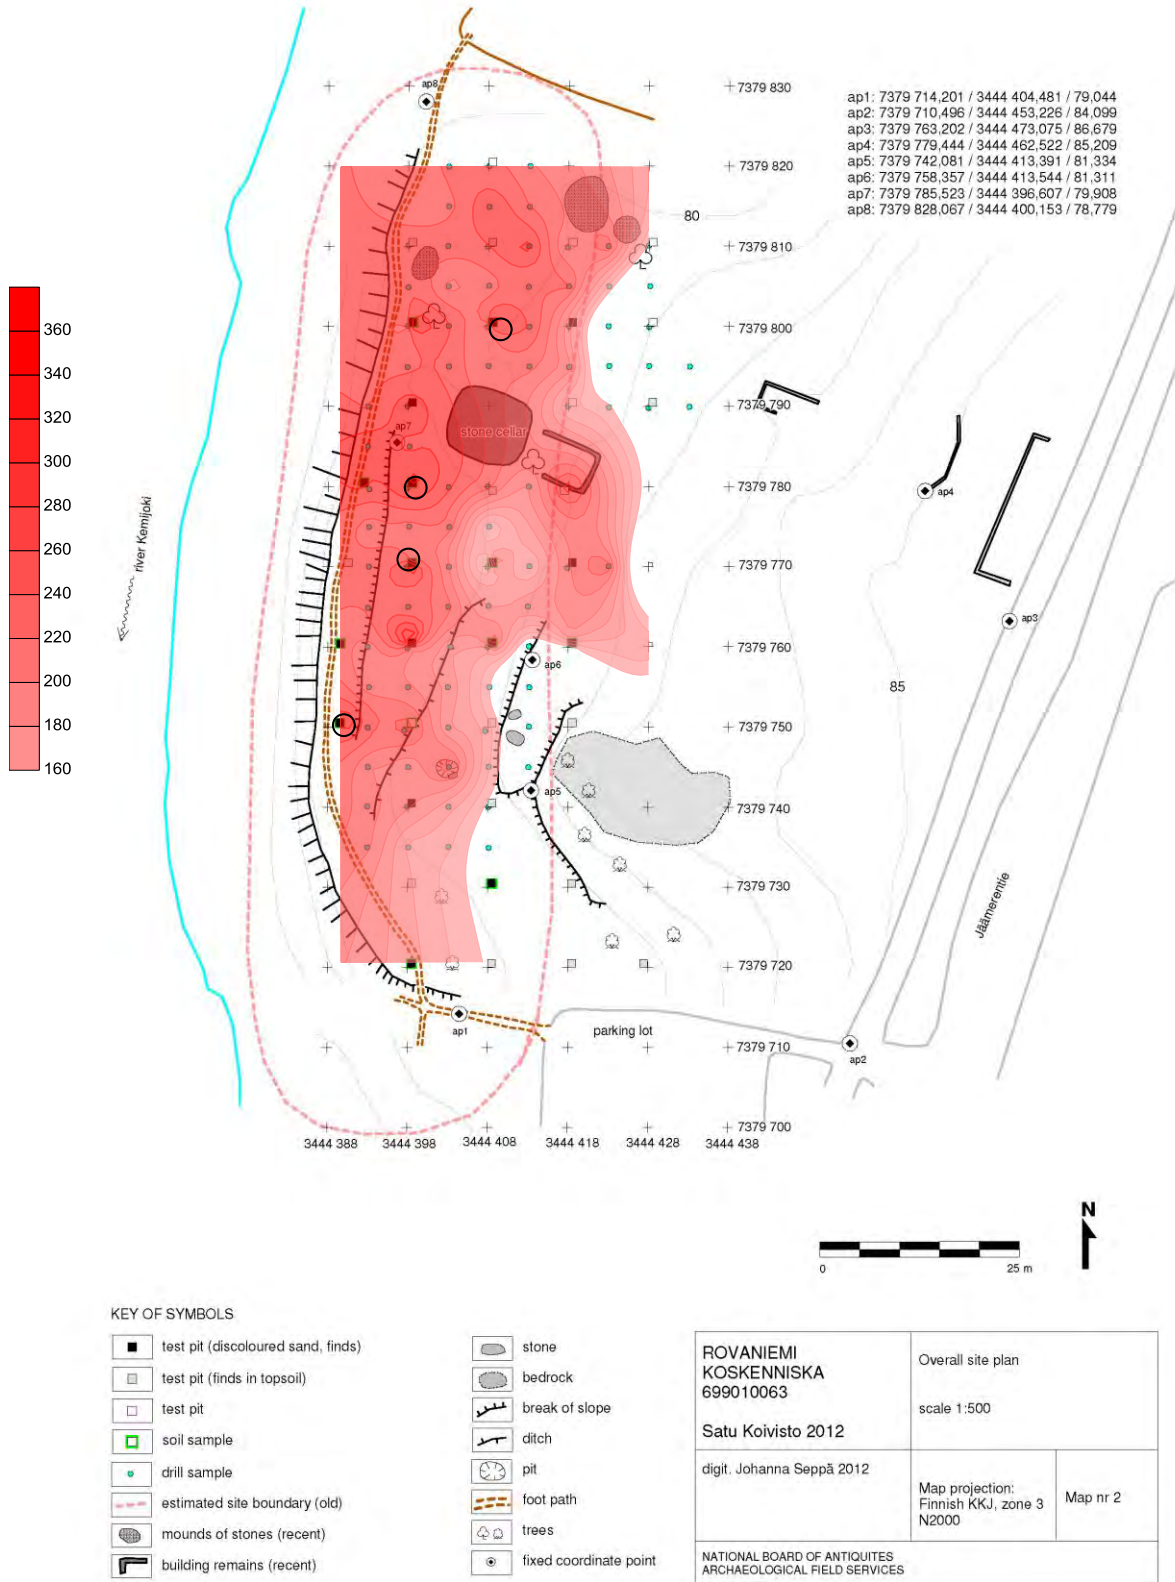 ap8
7379 830
ap1: 7379 714,201 / 3444 404,481 / 79,044
ap2: 7379 710,496 / 3444 453,226 / 84,099
ap3: 7379 763,202 / 3444 473,075 / 86,679
ap4: 7379 779,444 / 3444 462,522 / 85,209
ap5: 7379 742,081 / 3444 413,391 / 81,334
ap6: 7379 758,357 / 3444 413,544 / 81,311
ap7: 7379 785,523 / 3444 396,607 / 79,908
ap8: 7379 828,067 / 3444 400,153 / 78,779
7379 820
80
7379 810
7379 800
7379 790
ap7
stone cellar
7379 780
ap4
7379 770
ap3
7379 760
ap6
85
7379 750
ap5
7379 740
7379 730
7379 720
Jäämerentie
river Kemijoki
360
340
320
300
280
260
240
220
200
180
160
ap1
parking lot
7379 710
ap2
7379 700
3444 388
3444 398
3444 408
3444 418
3444 428
3444 438
N
0
25 m
KEY OF SYMBOLS
test pit (discoloured sand, finds)
test pit (finds in topsoil)
test pit
soil sample
drill sample
estimated site boundary (old)
mounds of stones (recent)
building remains (recent)
stone
bedrock
break of slope
ditch
pit
foot path
trees
fixed coordinate point
ROVANIEMI
KOSKENNISKA
699010063
Satu Koivisto 2012
Overall site plan
scale 1:500
digit. Johanna Seppä 2012
Map projection:
Finnish KKJ, zone 3
N2000
Map nr 2
NATIONAL BOARD OF ANTIQUITES
ARCHAEOLOGICAL FIELD SERVICES